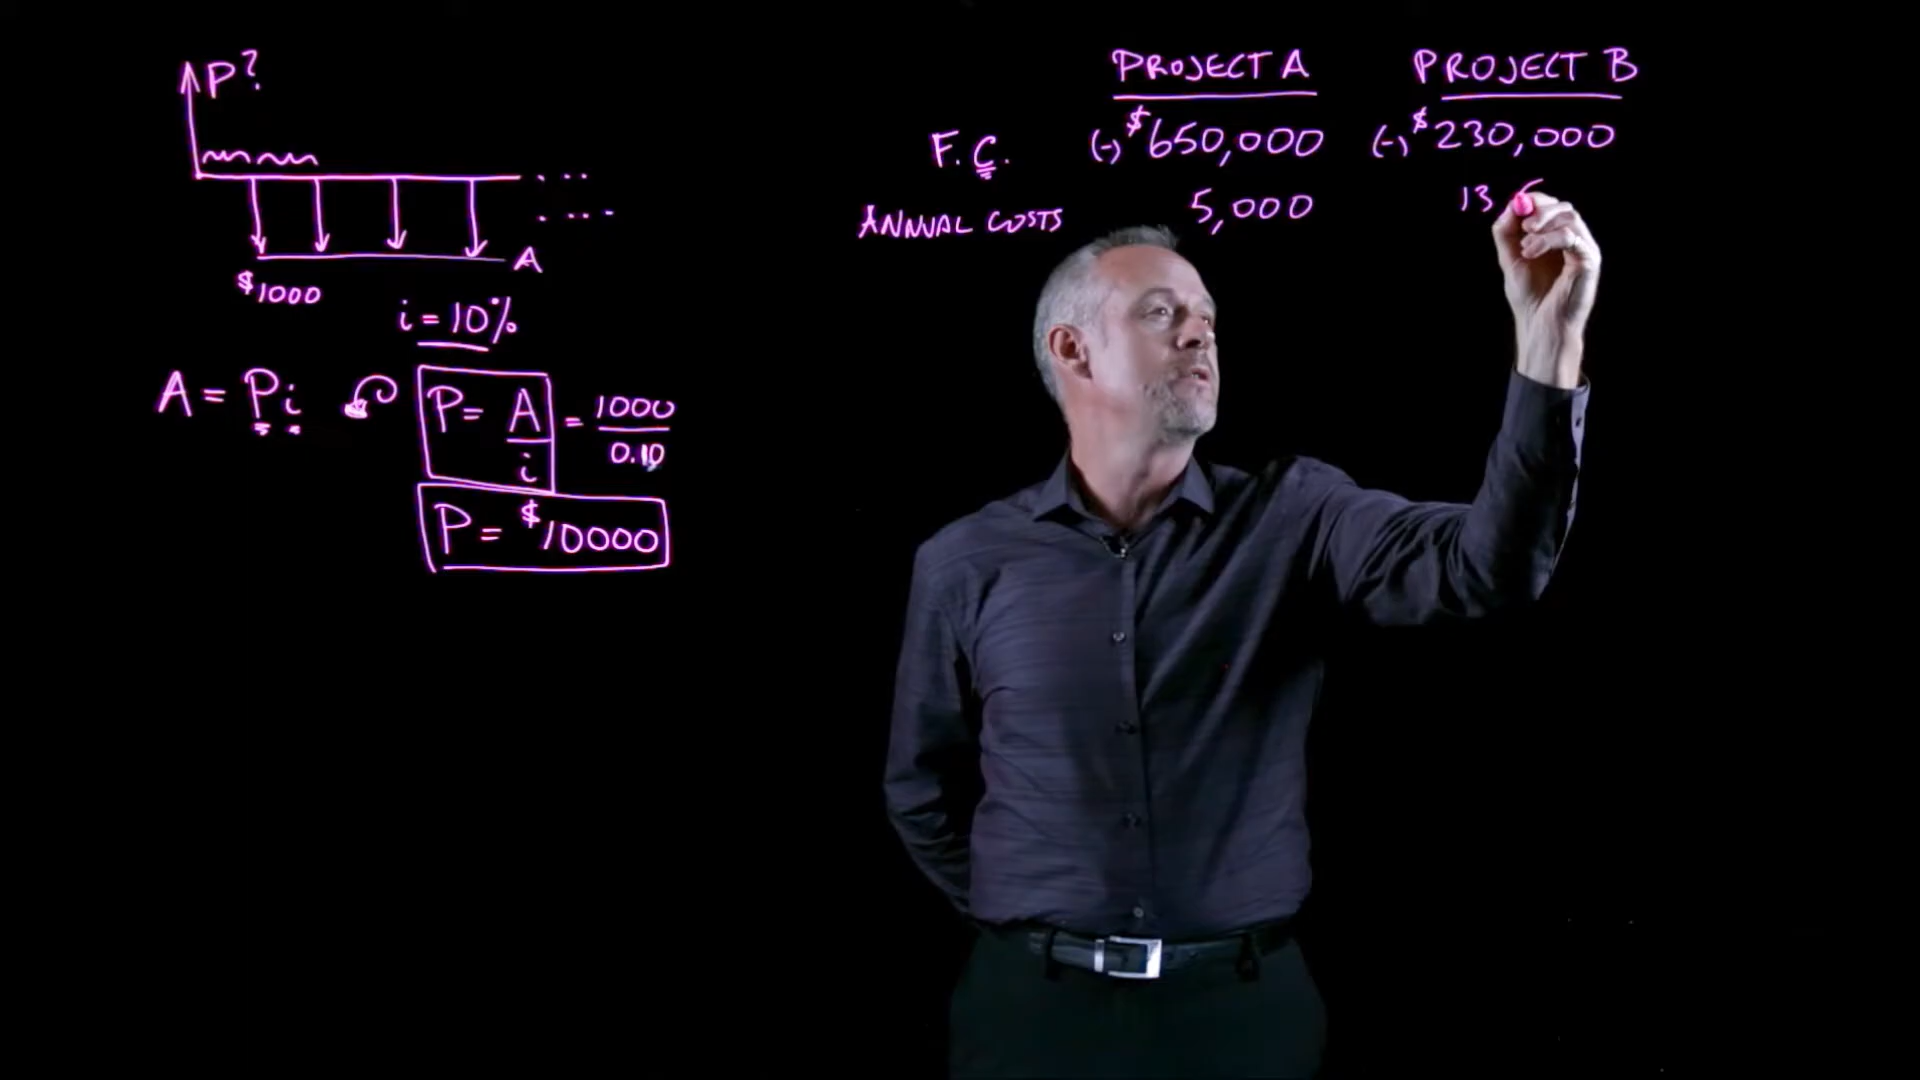 P?
A
$1000
i = 10%
A = Pi
P = A/i = 1000/0.10
P = $10000
PROJECT A PROJECT B
F.C. (-) $650,000 (-) $230,000
ANNUAL COSTS 5,000 13